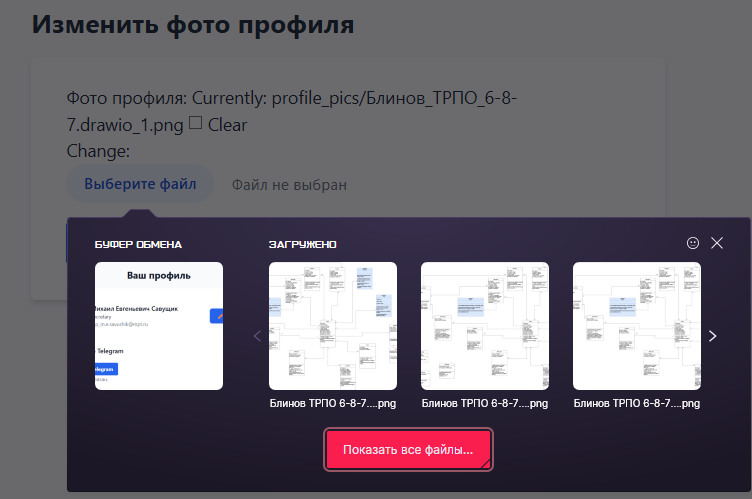 Изменить фото профиля
Фото профиля: Currently: profile_pics/Блинов_ТРПО_6-8-
7.drawio_1.png Clear
Change:
Выберите файл Файл не выбран
БУФЕР ОБМЕНА ЗАГРУЖЕНО
Ваш профиль
Михаил Евгеньевич Савущик
Telegram
Блинов ТРПО 6-8-7....png Блинов ТРПО 6-8-7....png Блинов ТРПО 6-8-7....png
Показать все файлы...